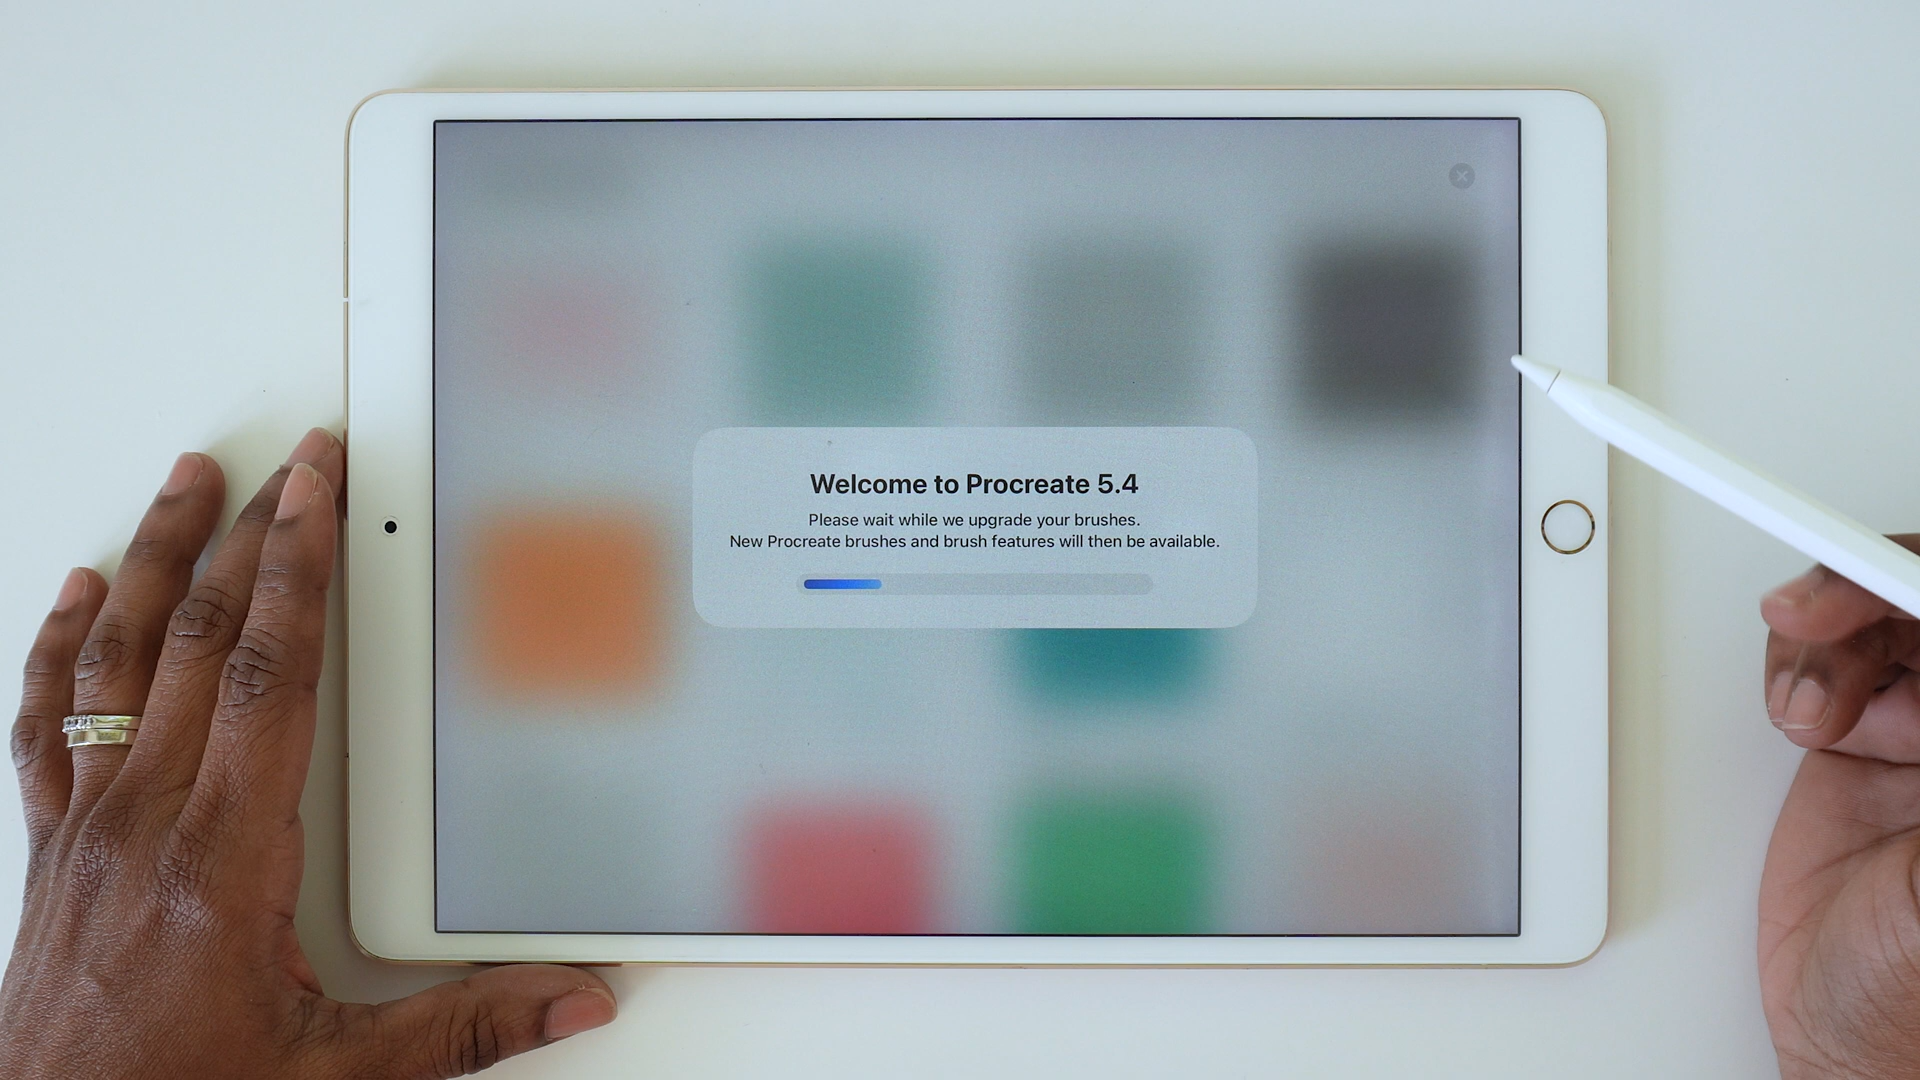 Welcome to Procreate 5.4
Please wait while we upgrade your brushes.
New Procreate brushes and brush features will then be available.